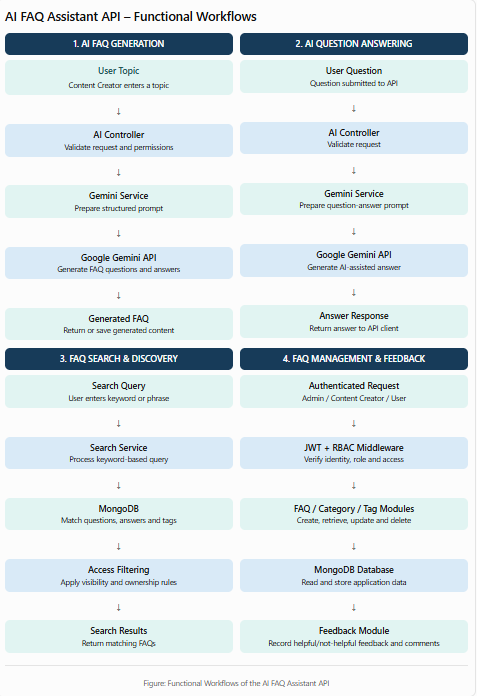 AI FAQ Assistant API – Functional Workflows
1. AI FAQ GENERATION
User Topic
Content Creator enters a topic
↓
AI Controller
Validate request and permissions
↓
Gemini Service
Prepare structured prompt
↓
Google Gemini API
Generate FAQ questions and answers
↓
Generated FAQ
Return or save generated content
2. AI QUESTION ANSWERING
User Question
Question submitted to API
↓
AI Controller
Validate request
↓
Gemini Service
Prepare question-answer prompt
↓
Google Gemini API
Generate AI-assisted answer
↓
Answer Response
Return answer to API client
3. FAQ SEARCH & DISCOVERY
Search Query
User enters keyword or phrase
↓
Search Service
Process keyword-based query
↓
MongoDB
Match questions, answers and tags
↓
Access Filtering
Apply visibility and ownership rules
↓
Search Results
Return matching FAQs
4. FAQ MANAGEMENT & FEEDBACK
Authenticated Request
Admin / Content Creator / User
↓
JWT + RBAC Middleware
Verify identity, role and access
↓
FAQ / Category / Tag Modules
Create, retrieve, update and delete
↓
MongoDB Database
Read and store application data
↓
Feedback Module
Record helpful/not-helpful feedback and comments
Figure: Functional Workflows of the AI FAQ Assistant API